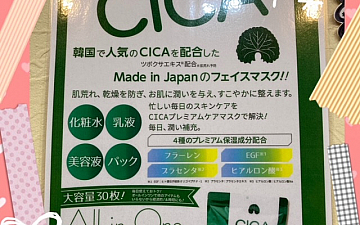 CICA
韓国で人気のCICAを配合した
ツボクサエキス
Made in Japanのフェイスマスク!!
肌荒れ、乾燥を防ぎ、お肌に潤いを与え、すこやかに整えます。
化粧水
乳液
忙しい毎日のスキンケアを
CICAプレミアムケアマスクで解決!
毎日、潤い補充。
美容液
パック
4種のプレミアム保湿成分配合
フラーレン
EGF
プラセンタ
ヒアルロン酸
大容量30枚!
All in One
CICA